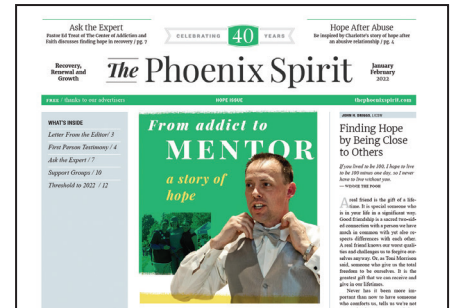 Ask the Expert
Pastor Ed Treat of The Center of Addiction and
Faith discusses finding hope in recovery / pg. 7
CELEBRATING 40 YEARS
Hope After Abuse
Be inspired by Charlotte's story of hope after
an abusive relationship / pg. 4
Recovery,
Renewal and
Growth
The Phoenix Spirit
January
February
2022
FREE / thanks to our advertisers
HOPE ISSUE
thephoenixspirit.com
WHAT'S INSIDE
Letter From the Editor/ 3
First Person Testimony / 4
Ask the Expert / 7
Support Groups / 10
Threshold to 2022 / 12
From addict to
MENTOR
a story of
hope
JOHN H. DRIGGS, LICSW
Finding Hope
by Being Close
to Others
If you lived to be 100, I hope to live
to be 100 minus one day, so I never
have to live without you.
— WINNIE THE POOH
A real friend is the gift of a life-
time. It is special someone who
is in your life in a significant way.
Good friendship is a sacred two-sid-
ed connection with a person we have
much in common with yet also re-
spects differences with each other.
A real friend knows our worst quali-
ties and challenges us to forgive our-
selves anyway. Or, as Toni Morrison
said, someone who give us the total
freedom to be ourselves. It is the
greatest gift that we can receive and
give in our lifetimes.
Never has it been more im-
portant than now to have someone
who comforts us, tells us we're not